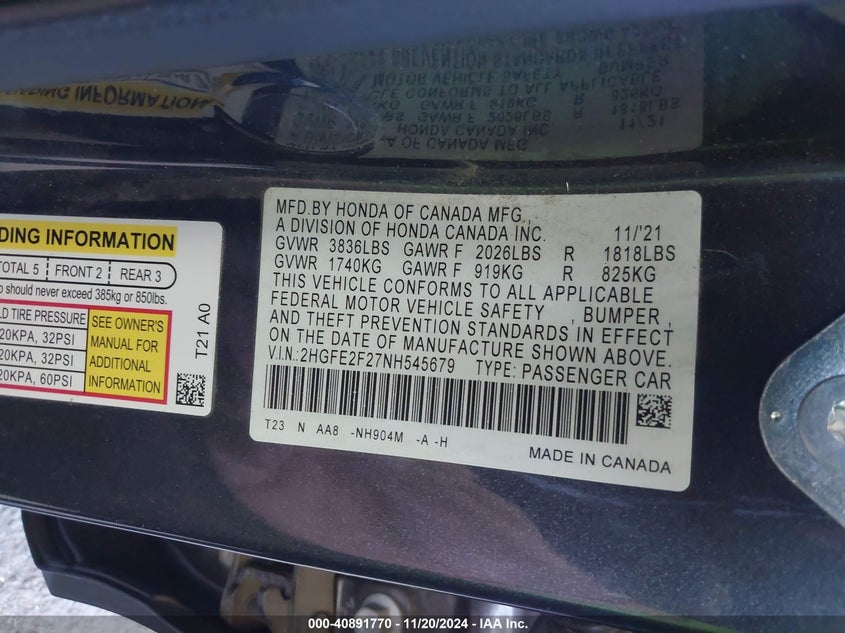 MFD.BY HONDA OF CANADA MFG.,
A DIVISION OF HONDA CANADA INC. 11/'21
GVWR 3836LBS GAWR F 2026LBS R 1818LBS
GVWR 1740KG GAWR F 919KG R 825KG
THIS VEHICLE CONFORMS TO ALL APPLICABLE
FEDERAL MOTOR VEHICLE SAFETY , BUMPER ,
AND THEFT PREVENTION STANDARDS IN EFFECT
ON THE DATE OF MANUFACTURE SHOWN ABOVE.
V.I.N.:2HGFE2F27NH545679 TYPE: PASSENGER CAR
T23 N AA8 -NH904M -A -H
MADE IN CANADA
DING INFORMATION
TOTAL 5 FRONT 2 REAR 3
o should never exceed 385kg or 850lbs.
LD TIRE PRESSURE
20KPA, 32PSI
20KPA, 32PSI
20KPA, 60PSI
SEE OWNER'S
MANUAL FOR
ADDITIONAL
INFORMATION
T21 A0
000-40891770 - 11/20/2024 - IAAI.com